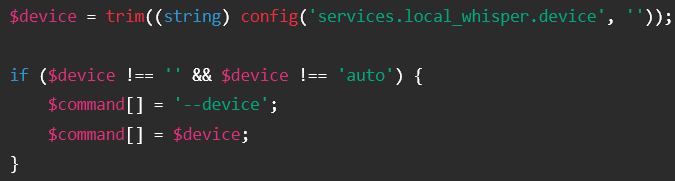 $device = trim((string) config('services.local_whisper.device', ''));
if ($device !== '' && $device !== 'auto') {
    $command[] = '--device';
    $command[] = $device;
}